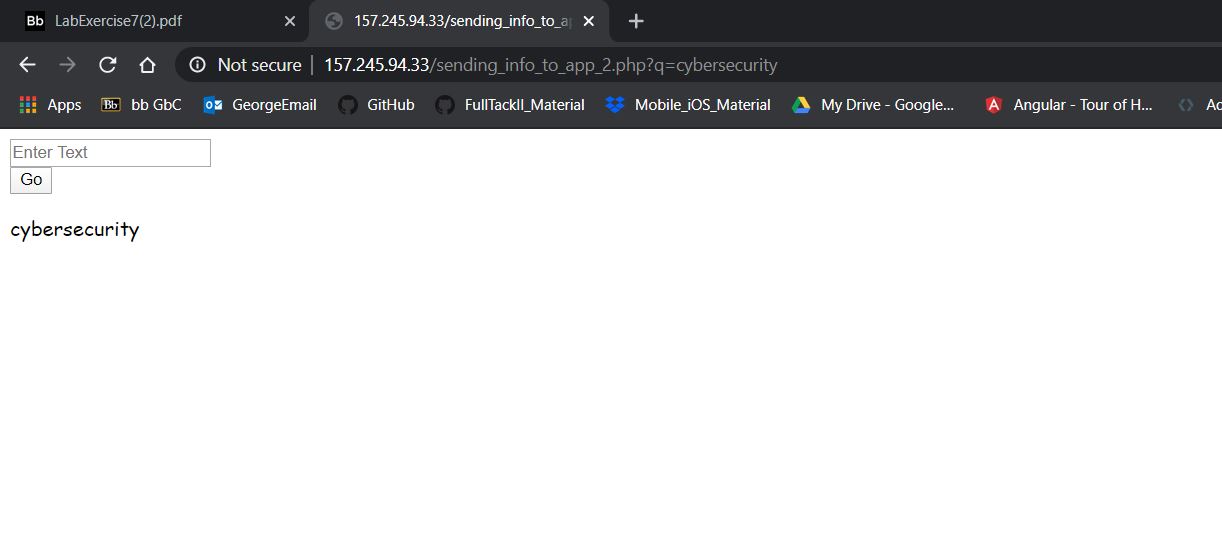 Bb LabExercise7(2).pdf
157.245.94.33/sending_info_to_ap
Not secure | 157.245.94.33/sending_info_to_app_2.php?q=cybersecurity
Apps Bb bb GbC GeorgeEmail GitHub FullTackII_Material Mobile_iOS_Material My Drive - Google... Angular - Tour of H...
Enter Text
Go
cybersecurity